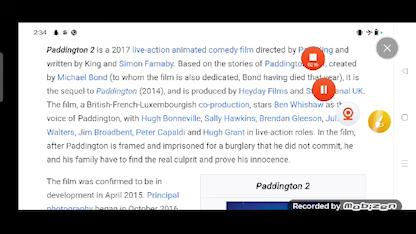 2:34
Paddington 2 is a 2017 live-action animated comedy film directed by and
written by King and Simon Farnaby. Based on the stories of created
by Michael Bond (to whom the film is also dedicated, Bond having died that year), it is
the sequel to Paddington (2014), and is produced by Heyday Films and UK.
The film, a British-French-Luxembourgish co-production, stars Ben Whishaw as
voice of Paddington, with Hugh Bonneville, Sally Hawkins, Brendan Gleeson,
Walters, Jim Broadbent, Peter Capaldi and Hugh Grant in live-action roles. In the film,
after Paddington is framed and imprisoned for a burglary that he did not commit, he
and his family have to find the real culprit and prove his innocence.
The film was confirmed to be in
development in April 2015. Principal
photography began in October 2016
Paddington 2
Recorded by Mobizen